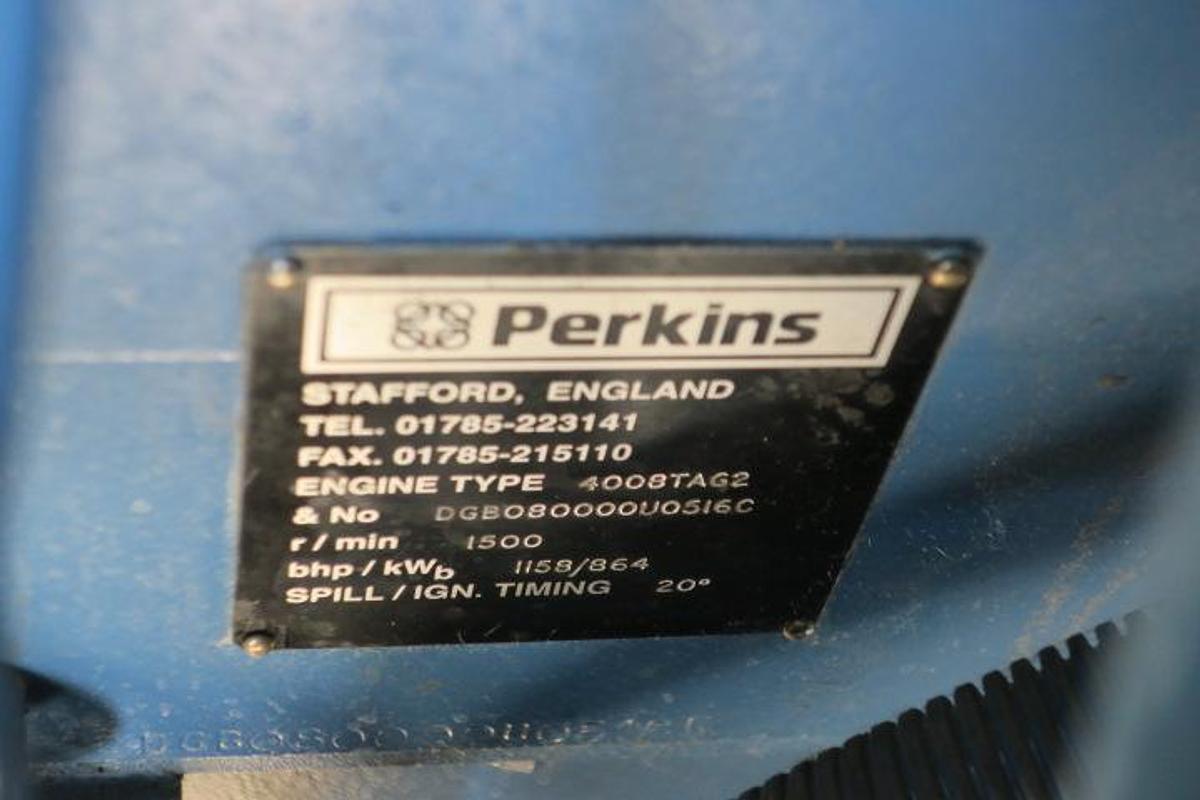 Perkins
STAFFORD, ENGLAND
TEL. 01785-223141
FAX. 01785-215110
ENGINE TYPE 4008TAG2
& No DGBO80000U0516C
r/min 1500
bhp/kWb 1158/864
SPILL/IGN. TIMING 20°